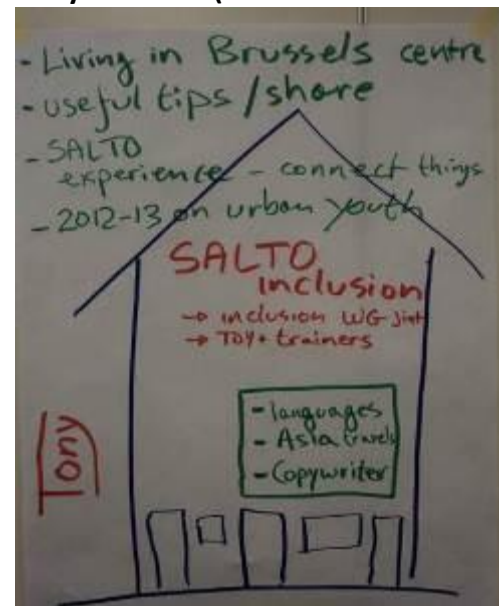 - Living in Brussels centre
- useful tips / share
- SALTO
experience - connect things
- 2012-13 on urban youth
SALTO
inclusion
→ inclusion WG Jint
→ TOY+ trainers
- languages
- Asia travels
- Copywriter
Tony